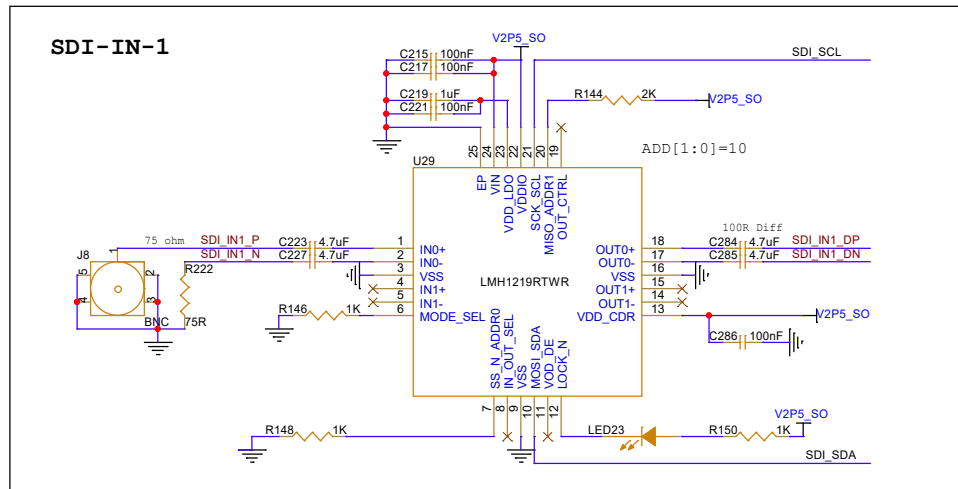 SDI-IN-1
V2P5_SO
C215 100nF
C217 100nF
SDI_SCL
C219 1uF
C221 100nF
R144 2K
V2P5_SO
ADD[1:0]=10
25
24
23
22
21
20
19
U29
EP
VIN
VDD_LDO
VDDIO
SCK_SCL
MISO_ADDR1
OUT_CTRL
75 ohm
SDI_IN1_P
C223 4.7uF
1 IN0+
SDI_IN1_N
C227 4.7uF
2 IN0-
3 VSS
4 IN1+
5 IN1-
6 MODE_SEL
LMH1219RTWR
100R Diff
OUT0+ 18
C284 4.7uF
SDI_IN1_DP
OUT0- 17
C285 4.7uF
SDI_IN1_DN
VSS 16
OUT1+ 15
OUT1- 14
VDD_CDR 13
V2P5_SO
C286 100nF
J8
1
5
2
4
3
BNC
R222
75R
R146 1K
SS_N_ADDR0
IN_OUT_SEL
VSS
MOSI_SDA
VOD_DE
LOCK_N
7
8
9
10
11
12
R148 1K
LED23
R150 1K
V2P5_SO
SDI_SDA